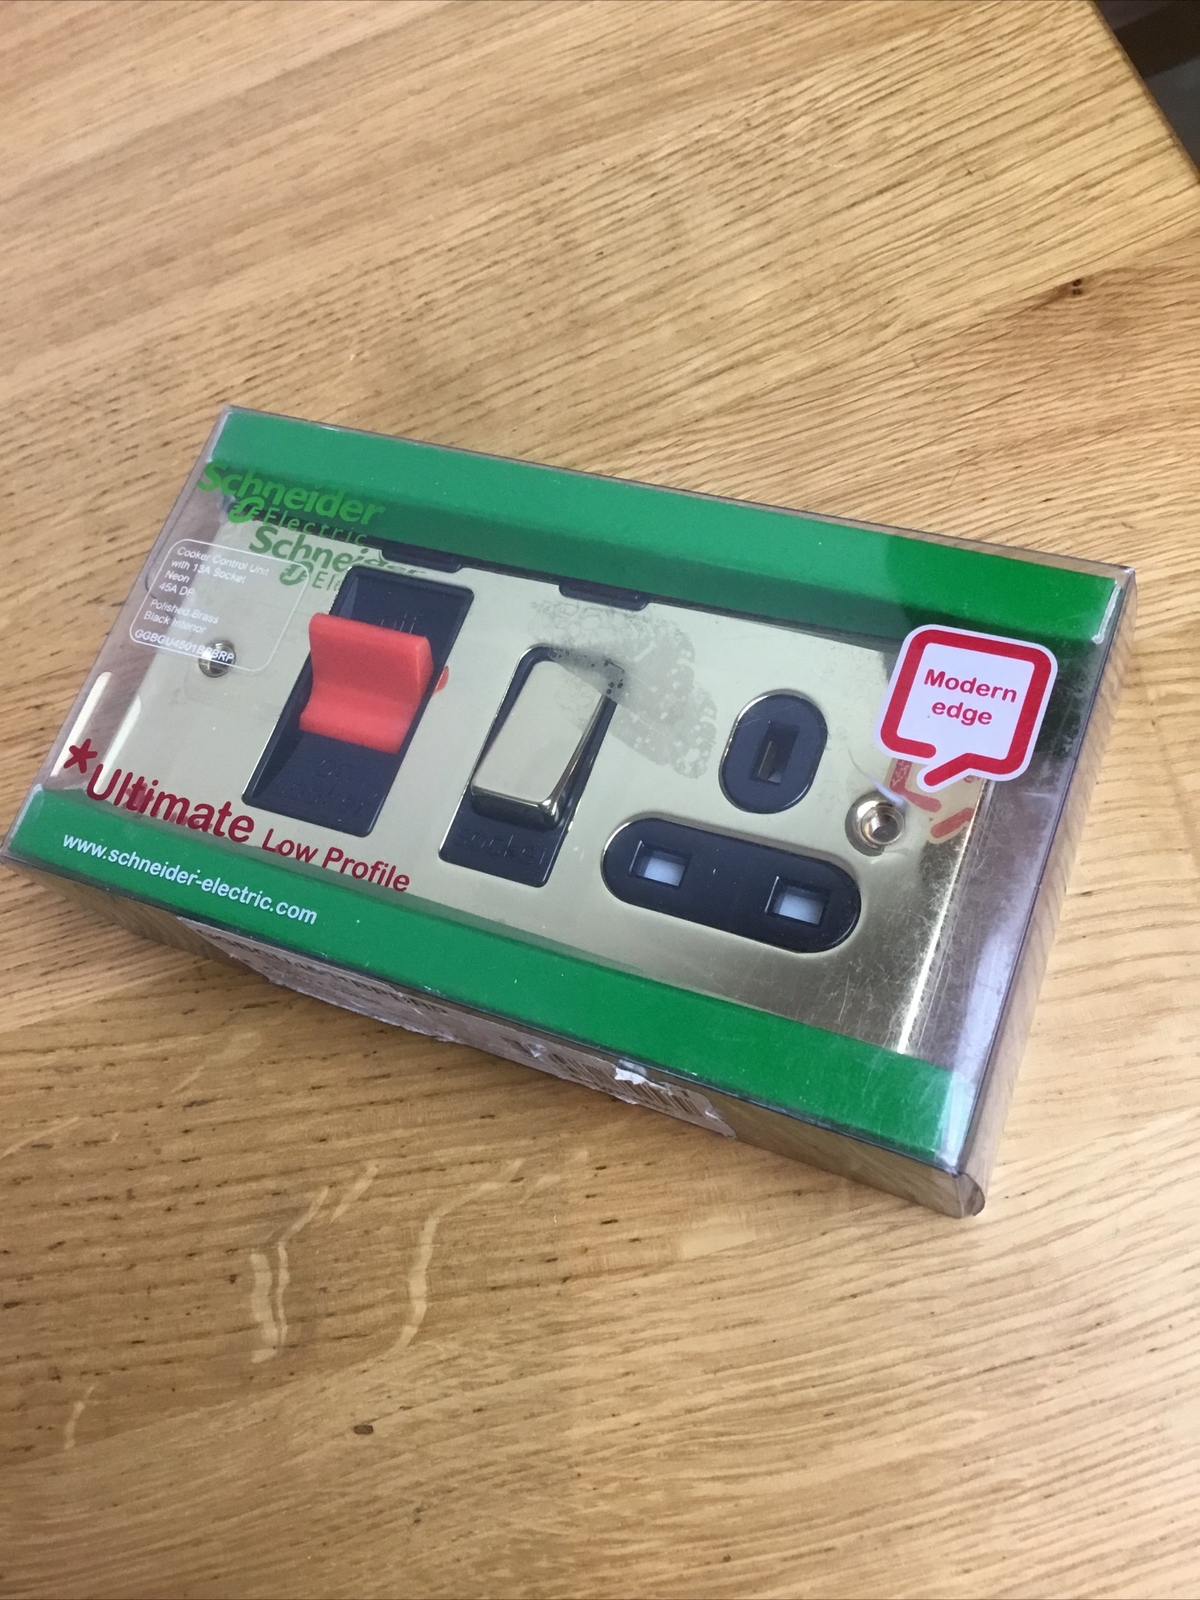 Schneider
Electric
Schneider
Cooker Control Unit
with 13A Socket
Neon
45A DP
Polished Brass
Black Interior
Modern
edge
*Ultimate Low Profile
www.schneider-electric.com